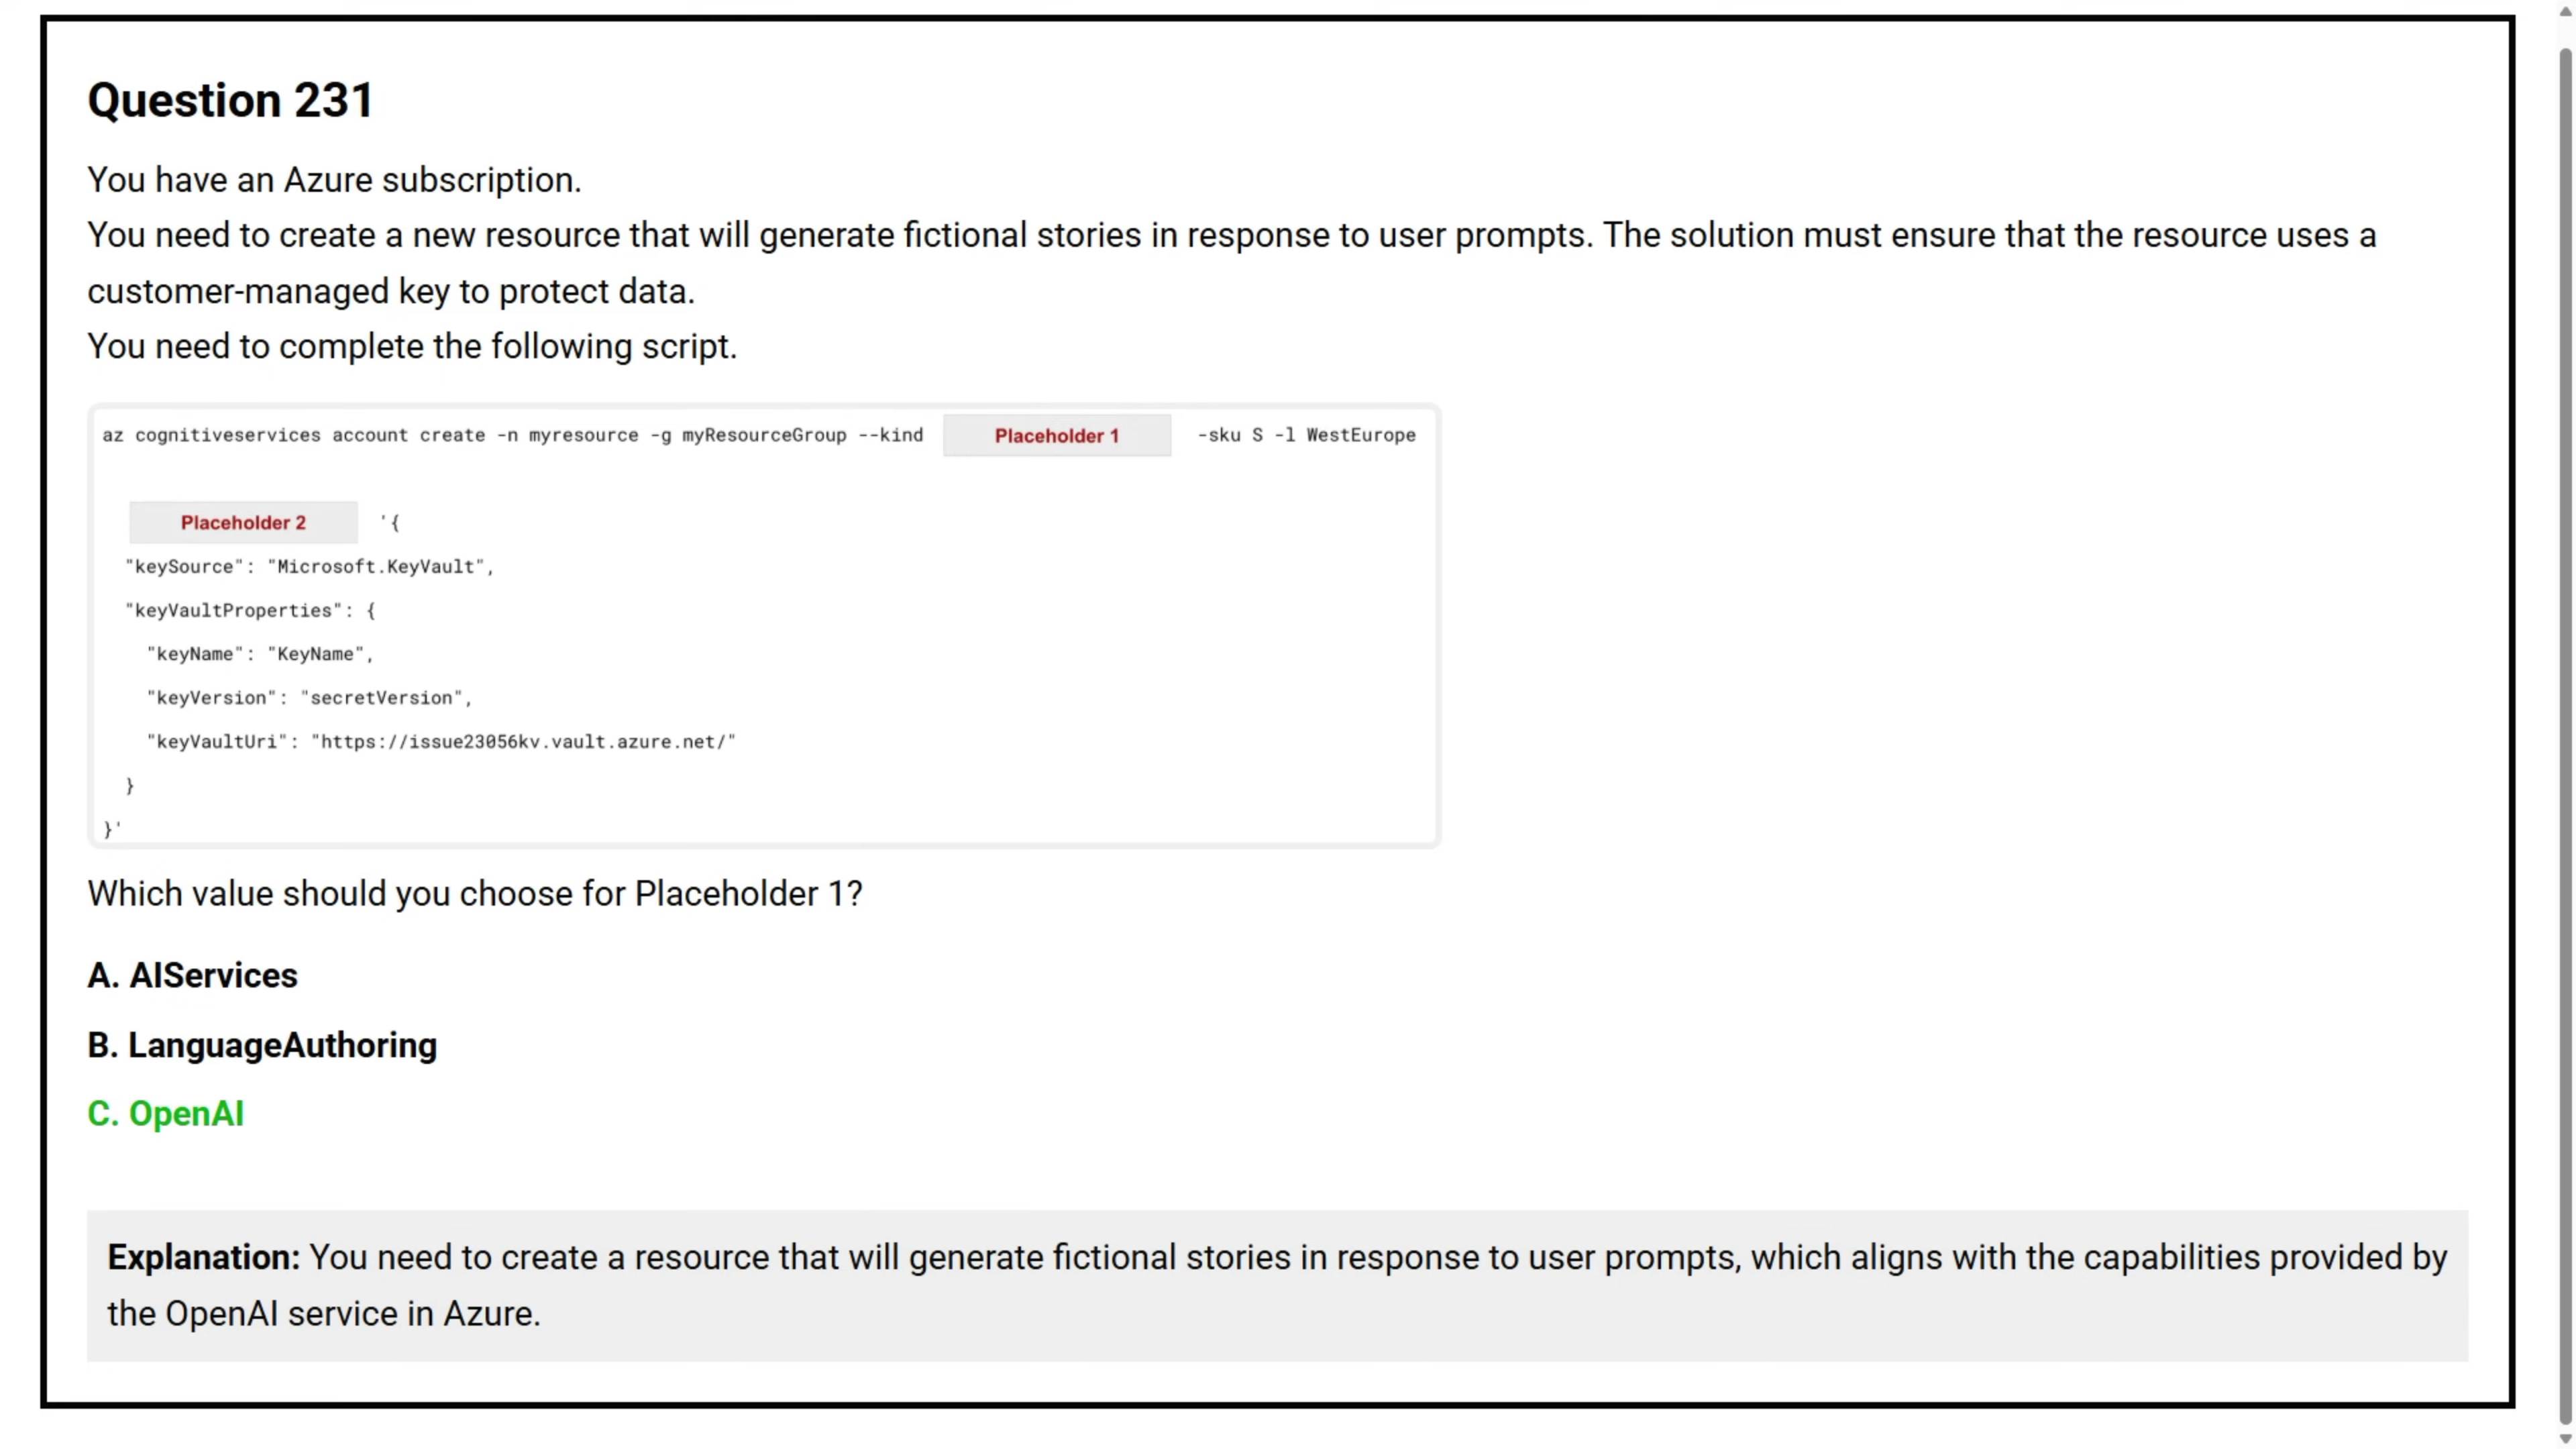 Question 231
You have an Azure subscription.
You need to create a new resource that will generate fictional stories in response to user prompts. The solution must ensure that the resource uses a
customer-managed key to protect data.
You need to complete the following script.
az cognitiveservices account create -n myresource -g myResourceGroup --kind Placeholder 1 -sku S -l WestEurope
Placeholder 2 '{
"keySource": "Microsoft.KeyVault",
"keyVaultProperties": {
"keyName": "KeyName",
"keyVersion": "secretVersion",
"keyVaultUri": "https://issue23056kv.vault.azure.net/"
}
}'
Which value should you choose for Placeholder 1?
A. AIServices
B. LanguageAuthoring
C. OpenAI
Explanation: You need to create a resource that will generate fictional stories in response to user prompts, which aligns with the capabilities provided by
the OpenAI service in Azure.